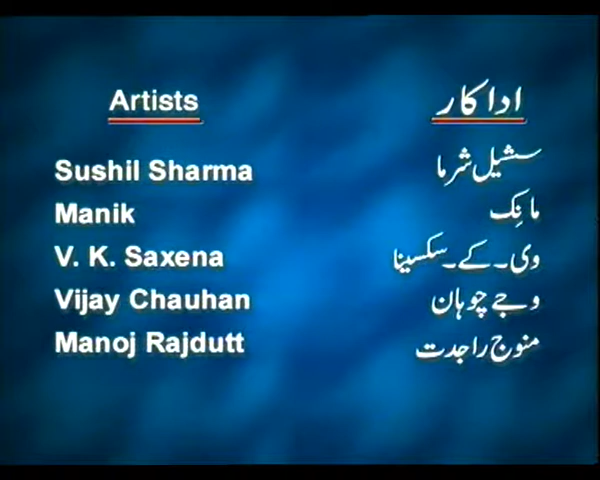 Artists اداکار
Sushil Sharma سشیل شرما
Manik مانِک
V. K. Saxena وی۔کے۔سکسینا
Vijay Chauhan وجے چوہان
Manoj Rajdutt منوج راجدت